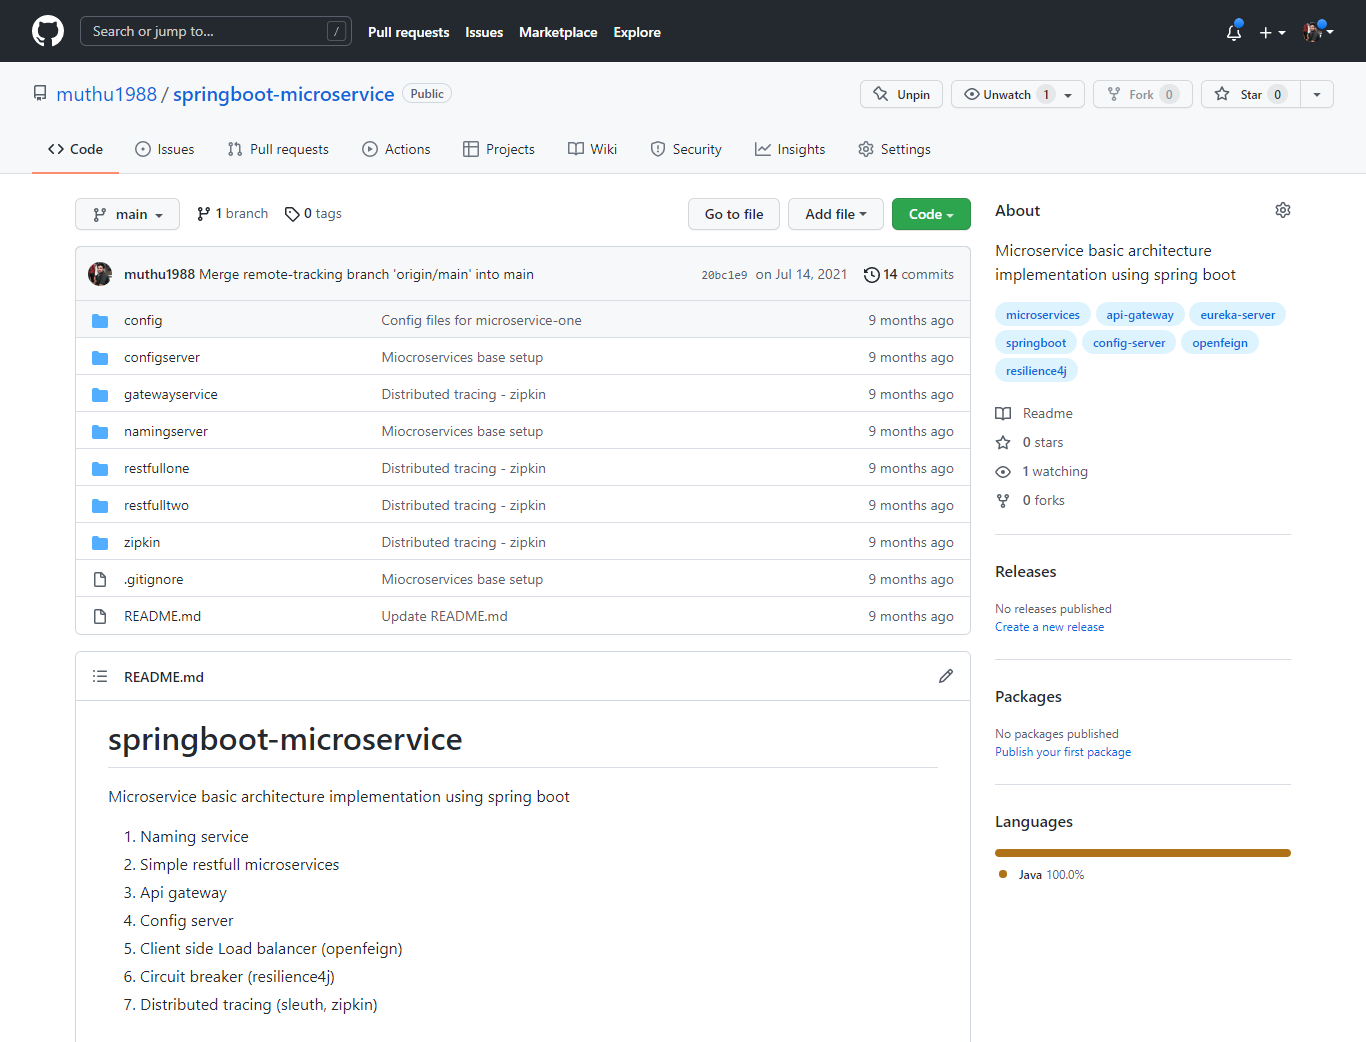 Search or jump to... / Pull requests Issues Marketplace Explore
muthu1988 / springboot-microservice Public Unpin Unwatch 1 Fork 0 Star 0
Code Issues Pull requests Actions Projects Wiki Security Insights Settings
main 1 branch 0 tags Go to file Add file Code
muthu1988 Merge remote-tracking branch 'origin/main' into main 20bc1e9 on Jul 14, 2021 14 commits
config Config files for microservice-one 9 months ago
configserver Miocroservices base setup 9 months ago
gatewayservice Distributed tracing - zipkin 9 months ago
namingserver Miocroservices base setup 9 months ago
restfullone Distributed tracing - zipkin 9 months ago
restfulltwo Distributed tracing - zipkin 9 months ago
zipkin Distributed tracing - zipkin 9 months ago
.gitignore Miocroservices base setup 9 months ago
README.md Update README.md 9 months ago
README.md
springboot-microservice
Microservice basic architecture implementation using spring boot
1. Naming service
2. Simple restfull microservices
3. Api gateway
4. Config server
5. Client side Load balancer (openfeign)
6. Circuit breaker (resilience4j)
7. Distributed tracing (sleuth, zipkin)
About
Microservice basic architecture
implementation using spring boot
microservices api-gateway eureka-server
springboot config-server openfeign
resilience4j
Readme
0 stars
1 watching
0 forks
Releases
No releases published
Create a new release
Packages
No packages published
Publish your first package
Languages
Java 100.0%